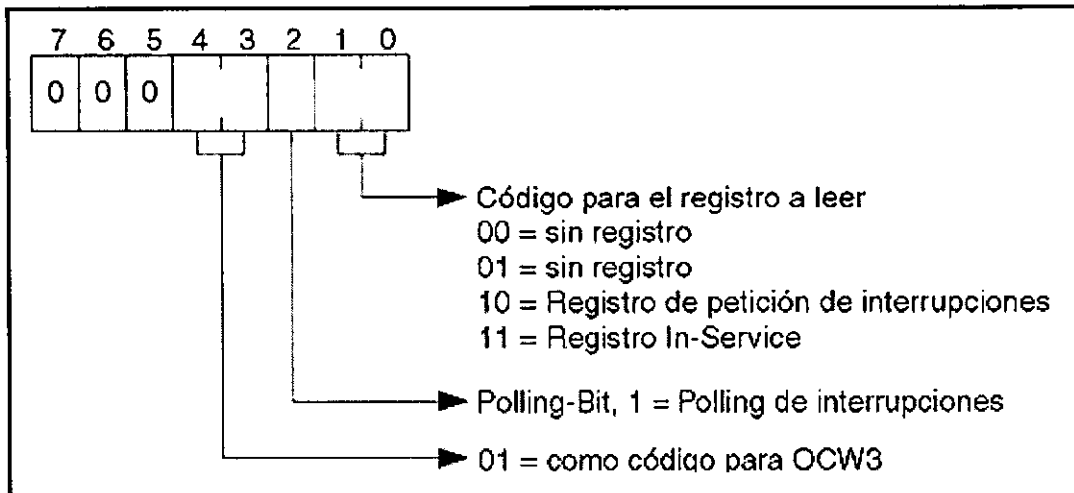 7 6 5 4 3 2 1 0
0 0 0
Código para el registro a leer
00 = sin registro
01 = sin registro
10 = Registro de petición de interrupciones
11 = Registro In-Service
Polling-Bit, 1 = Polling de interrupciones
01 = como código para OCW3